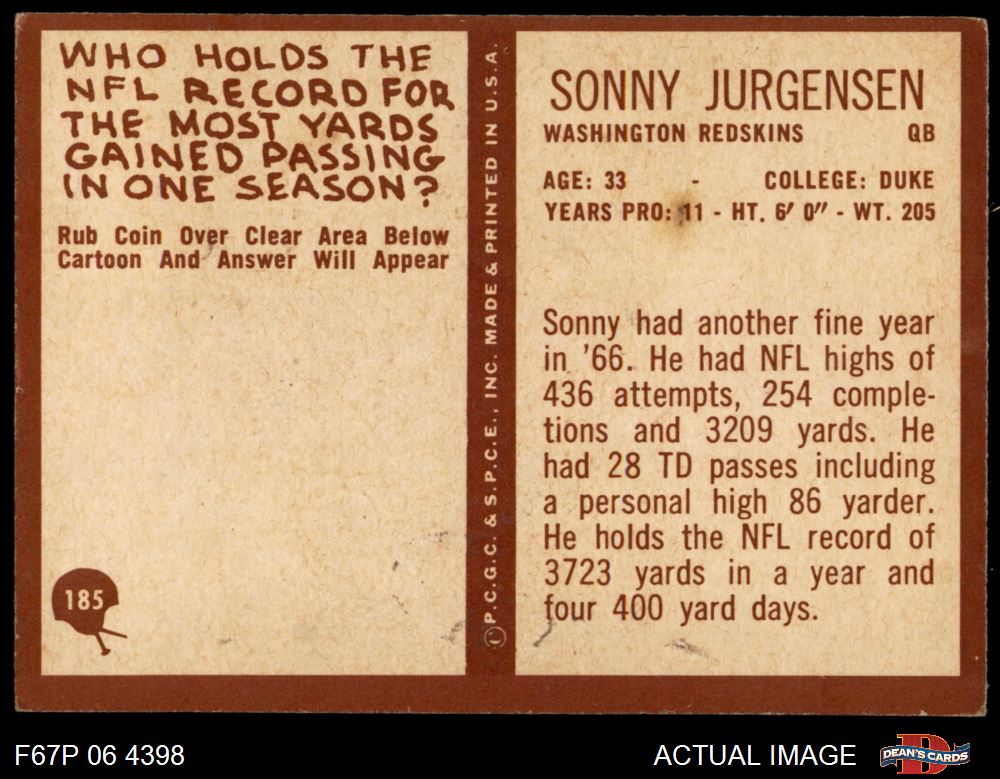 WHO HOLDS THE
NFL RECORD FOR
THE MOST YARDS
GAINED PASSING
IN ONE SEASON?
Rub Coin Over Clear Area Below
Cartoon And Answer Will Appear
185
© P.C.G.C. & S.P.C.E., INC. MADE & PRINTED IN U.S.A.
SONNY JURGENSEN
WASHINGTON REDSKINS QB
AGE: 33 - COLLEGE: DUKE
YEARS PRO: 11 - HT. 6' 0" - WT. 205
Sonny had another fine year
in '66. He had NFL highs of
436 attempts, 254 comple-
tions and 3209 yards. He
had 28 TD passes including
a personal high 86 yarder.
He holds the NFL record of
3723 yards in a year and
four 400 yard days.
F67P 06 4398
ACTUAL IMAGE
DEAN'S CARDS